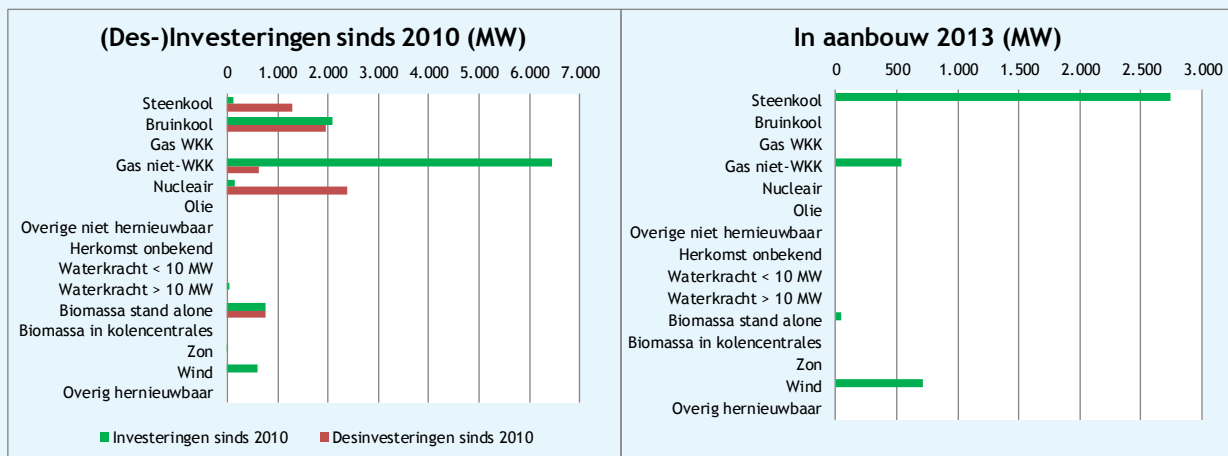 (Des-)Investeringen sinds 2010 (MW)
0 1.000 2.000 3.000 4.000 5.000 6.000 7.000
Steenkool
Bruinkool
Gas WKK
Gas niet-WKK
Nucleair
Olie
Overige niet hernieuwbaar
Herkomst onbekend
Waterkracht < 10 MW
Waterkracht > 10 MW
Biomassa stand alone
Biomassa in kolencentrales
Zon
Wind
Overig hernieuwbaar
Investeringen sinds 2010 Desinvesteringen sinds 2010
In aanbouw 2013 (MW)
0 500 1.000 1.500 2.000 2.500 3.000
Steenkool
Bruinkool
Gas WKK
Gas niet-WKK
Nucleair
Olie
Overige niet hernieuwbaar
Herkomst onbekend
Waterkracht < 10 MW
Waterkracht > 10 MW
Biomassa stand alone
Biomassa in kolencentrales
Zon
Wind
Overig hernieuwbaar